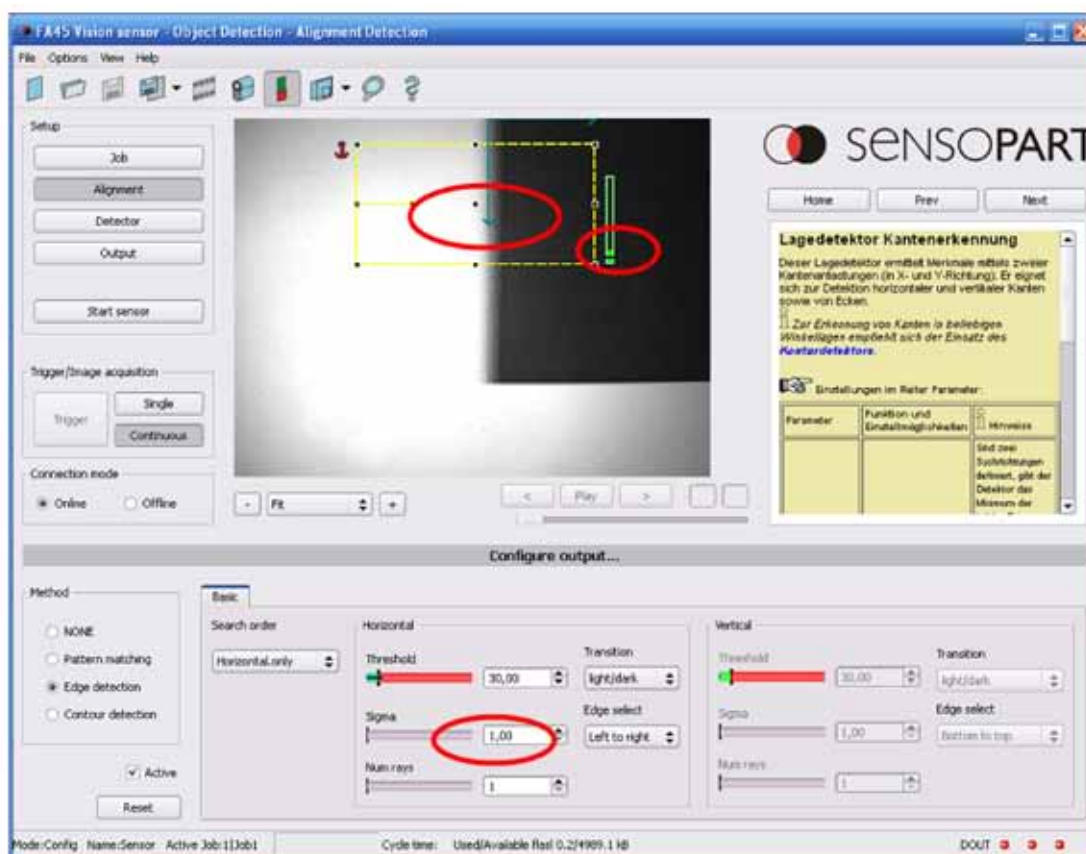 FA45 Vision sensor - Object Detection - Alignment Detection
File Options View Help
Setup
Job
Alignment
Detector
Output
Start sensor
Trigger/Image acquisition
Trigger
Single
Continuous
Connection mode
Online Offline
- Fit +
< Play >
SENSOPART
Home Prev Next
Lagedetektor Kantenerkennung
Dieser Lagedetektor ermittelt Merkmale mittels zweier
Kantenantastungen (in X- und Y-Richtung). Er eignet
sich zur Detektion horizontaler und vertikaler Kanten
sowie von Ecken.
Zur Erkennung von Kanten in beliebigen
Winkellagen empfiehlt sich der Einsatz des
Kantendetektors.
Einstellungen im Reiter Parameter:
Parameter Funktion und Einstellmöglichkeiten Hinweise
Sind zwei
Suchrichtungen
definiert, gibt der
Detektor das
Minimum der
Configure output...
Method
NONE
Pattern matching
Edge detection
Contour detection
Active
Reset
Basic
Search order
Horizontal.only
Horizontal
Threshold
30,00
Sigma
1,00
Num rays
1
Transition
light/dark
Edge select
Left to right
Vertical
Threshold
30,00
Sigma
1,00
Num rays
1
Transition
light/dark
Edge select
Bottom to top
Mode:Config Name:Sensor Active Job:1|Job1 Cycle time: Used/Available flash 0.2/4989.1 kB DOUT